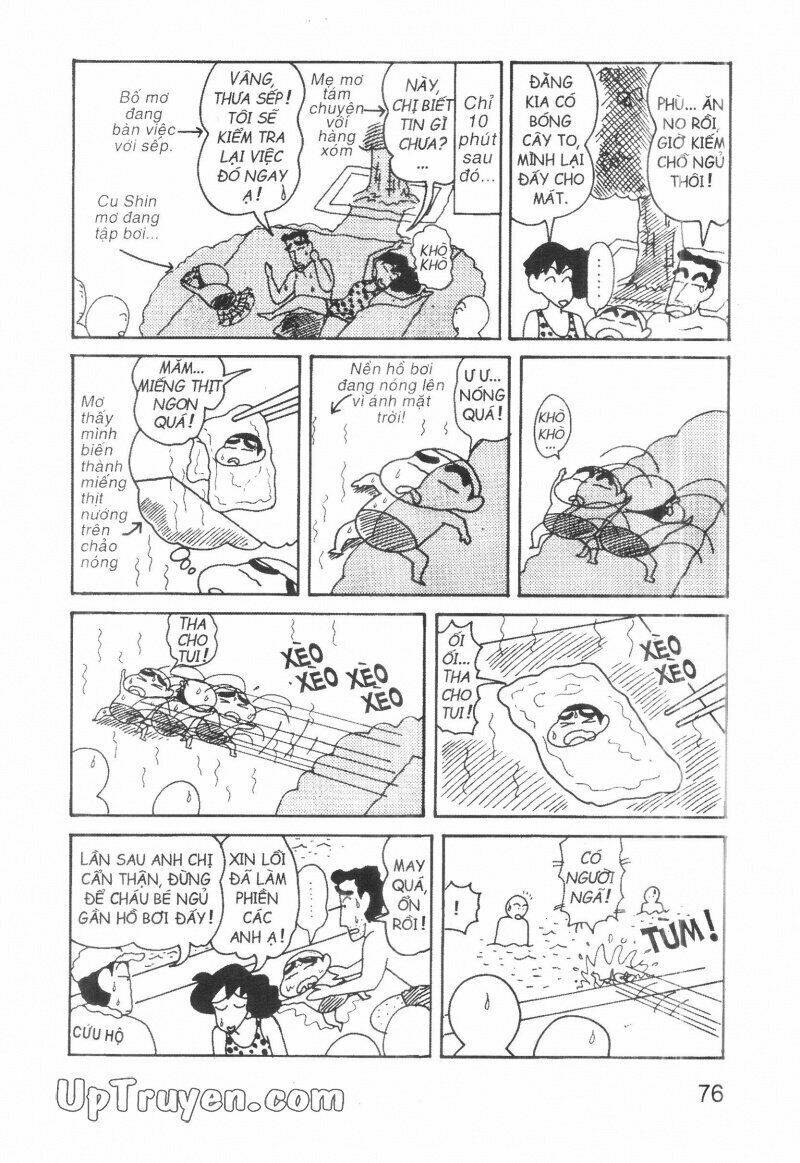 PHÙ... ĂN
NO RỒI,
GIỜ KIẾM
CHỖ NGỦ
THÔI!
ĐẰNG
KIA CÓ
BÓNG
CÂY TO,
MÌNH LẠI
ĐẤY CHO
MÁT.
......
Chỉ
10
phút
sau
đó...
NÀY,
CHỊ BIẾT
TIN GÌ
CHƯA?
...
Mẹ mơ
tám
chuyện
với
hàng
xóm
KHÒ
KHÒ
VÂNG,
THƯA SẾP!
TÔI SẼ
KIỂM TRA
LẠI VIỆC
ĐÓ NGAY
Ạ!
Bố mơ
đang
bàn việc
với sếp.
Cu Shin
mơ đang
tập bơi...
KHÒ
KHÒ
...
Ư Ư...
NÓNG
QUÁ!
Nền hồ bơi
đang nóng lên
vì ánh mặt
trời!
MĂM...
MIẾNG THỊT
NGON
QUÁ!
Mơ
thấy
mình
biến
thành
miếng
thịt
nướng
trên
chảo
nóng
XÈO
XÈO
ỐI
ỐI...
THA
CHO
TUI!
THA
CHO
TUI!
XÈO
XÈO
XÈO
XÈO
CÓ
NGƯỜI
NGÃ!
!
TÙM!
MAY
QUÁ,
ỔN
RỒI!
......
XIN LỖI
ĐÃ LÀM
PHIỀN
CÁC
ANH Ạ!
LẦN SAU ANH CHỊ
CẨN THẬN, ĐỪNG
ĐỂ CHÁU BÉ NGỦ
GẦN HỒ BƠI ĐẤY!
CỨU HỘ
UpTruyen.com
76